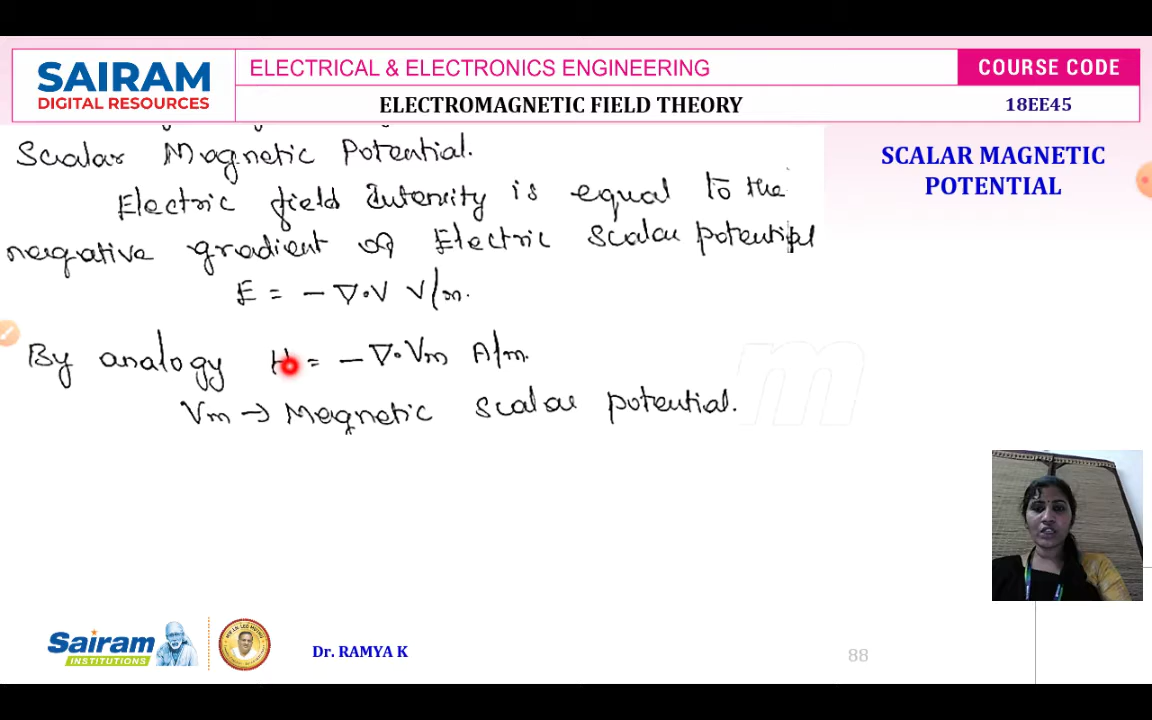 SAIRAM
DIGITAL RESOURCES
ELECTRICAL & ELECTRONICS ENGINEERING
COURSE CODE
ELECTROMAGNETIC FIELD THEORY
18EE45
SCALAR MAGNETIC
POTENTIAL
Scalar Magnetic Potential.
Electric field Intensity is equal to the
negative gradient of Electric Scalar potential
E = - ∇·V V/m.
By analogy H = - ∇·Vm A/m.
Vm → Magnetic scalar potential.
m
Sairam
INSTITUTIONS
Dr. RAMYA K
88